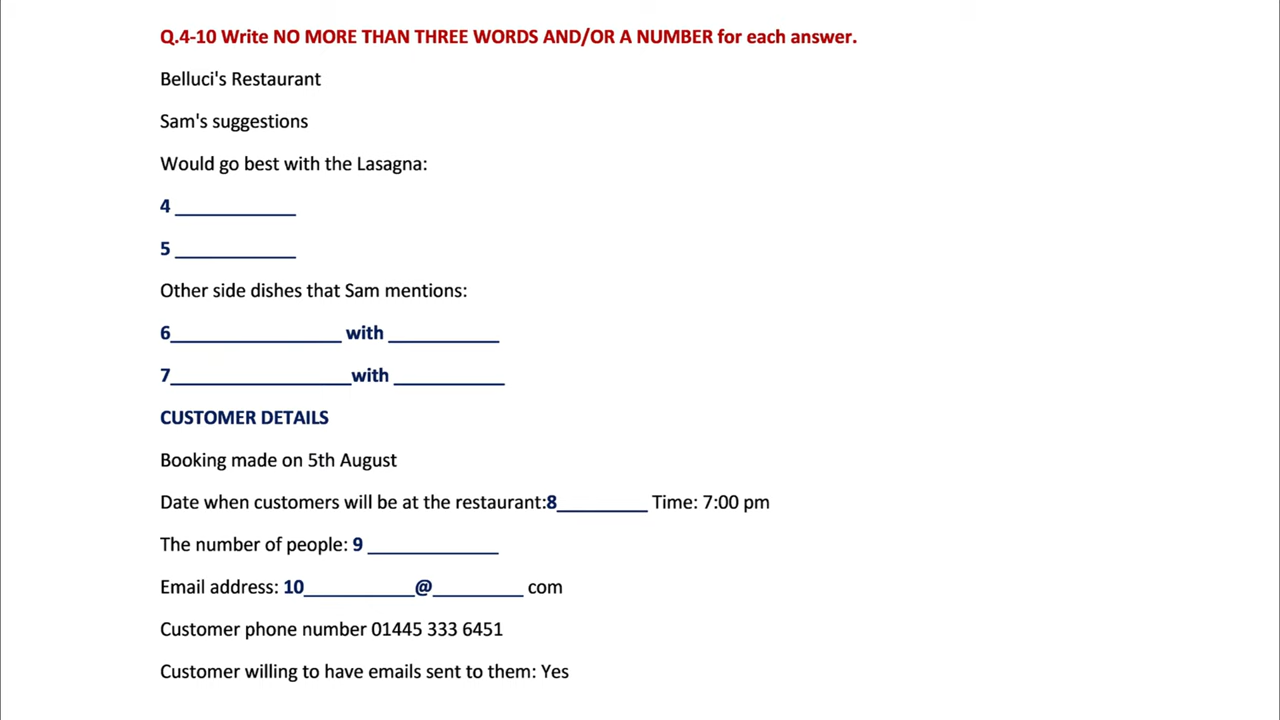 Q.4-10 Write NO MORE THAN THREE WORDS AND/OR A NUMBER for each answer.
Belluci's Restaurant
Sam's suggestions
Would go best with the Lasagna:
4 ____________
5 ____________
Other side dishes that Sam mentions:
6_________________ with ___________
7__________________with ___________
CUSTOMER DETAILS
Booking made on 5th August
Date when customers will be at the restaurant:8_________ Time: 7:00 pm
The number of people: 9 _____________
Email address: 10___________@_________ com
Customer phone number 01445 333 6451
Customer willing to have emails sent to them: Yes